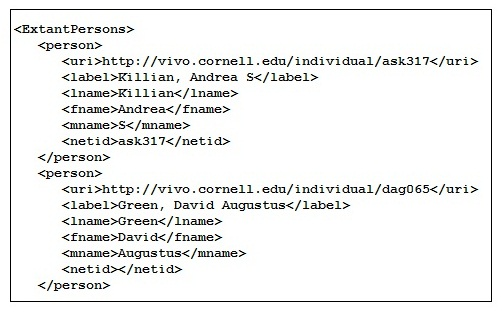 <ExtantPersons>
<person>
<uri>http://vivo.cornell.edu/individual/ask317</uri>
<label>Killian, Andrea S</label>
<lname>Killian</lname>
<fname>Andrea</fname>
<mname>S</mname>
<netid>ask317</netid>
</person>
<person>
<uri>http://vivo.cornell.edu/individual/dag065</uri>
<label>Green, David Augustus</label>
<lname>Green</lname>
<fname>David</fname>
<mname>Augustus</mname>
<netid></netid>
</person>